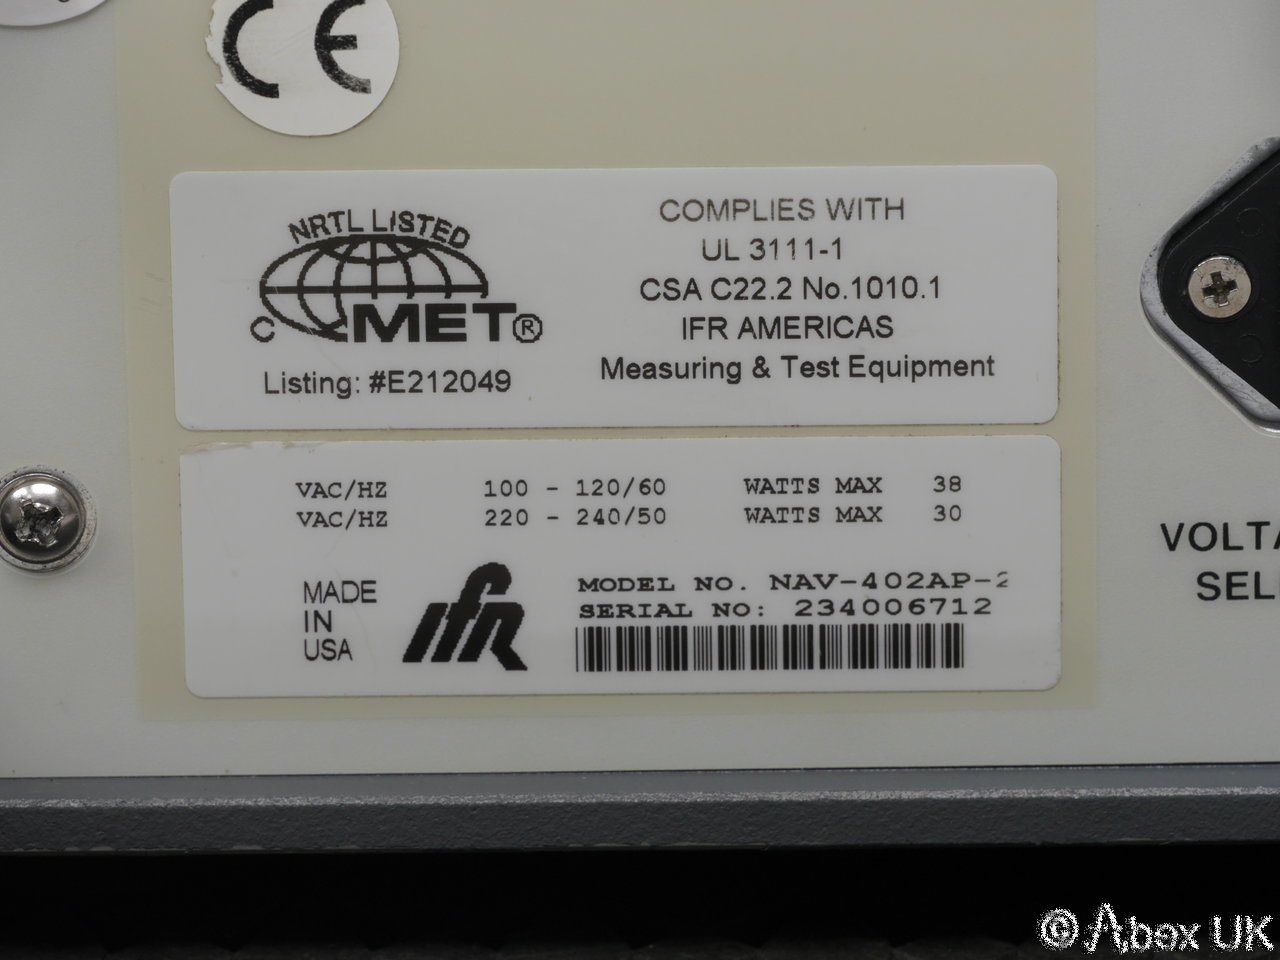 CE
NRTL LISTED
C MET®
Listing: #E212049
COMPLIES WITH
UL 3111-1
CSA C22.2 No.1010.1
IFR AMERICAS
Measuring & Test Equipment
VAC/HZ 100 - 120/60 WATTS MAX 38
VAC/HZ 220 - 240/50 WATTS MAX 30
MADE
IN
USA
IFR
MODEL NO. NAV-402AP-2
SERIAL NO: 234006712
VOLTA
SEL
© Abex UK